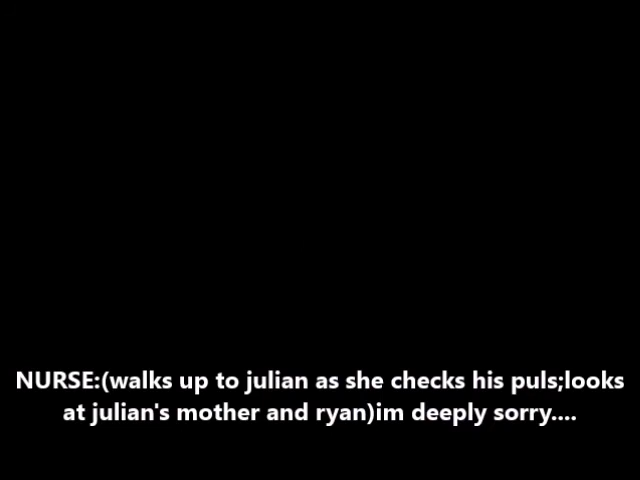 NURSE:(walks up to julian as she checks his puls;looks
at julian's mother and ryan)im deeply sorry....